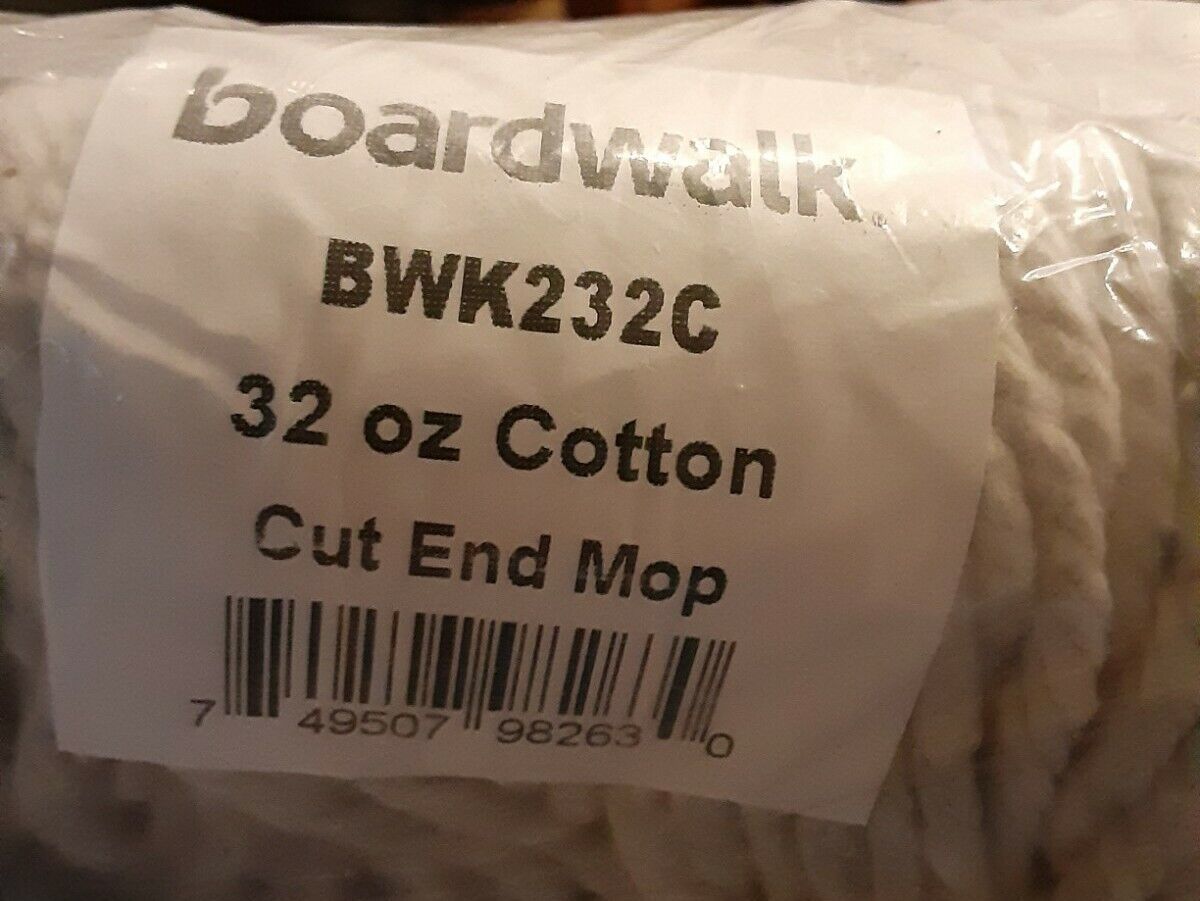 boardwalk®
BWK232C
32 oz Cotton
Cut End Mop
7 49507 98263 0